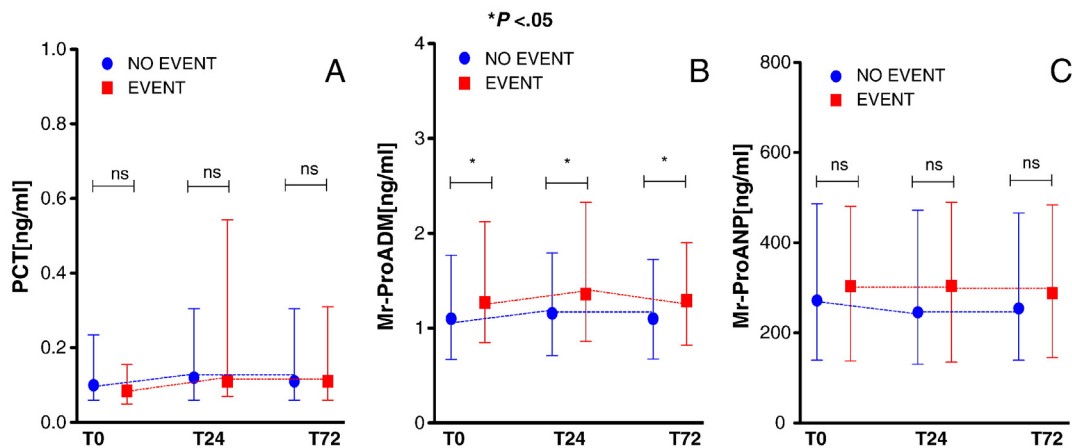 *P <.05
A
NO EVENT
EVENT
PCT[ng/ml]
1.0
0.8
0.6
0.4
0.2
0.0
ns
ns
ns
T0
T24
T72
B
NO EVENT
EVENT
Mr-ProADM[ng/ml]
4
3
2
1
0
*
*
*
T0
T24
T72
C
NO EVENT
EVENT
Mr-ProANP[ng/ml]
800
600
400
200
0
ns
ns
ns
T0
T24
T72